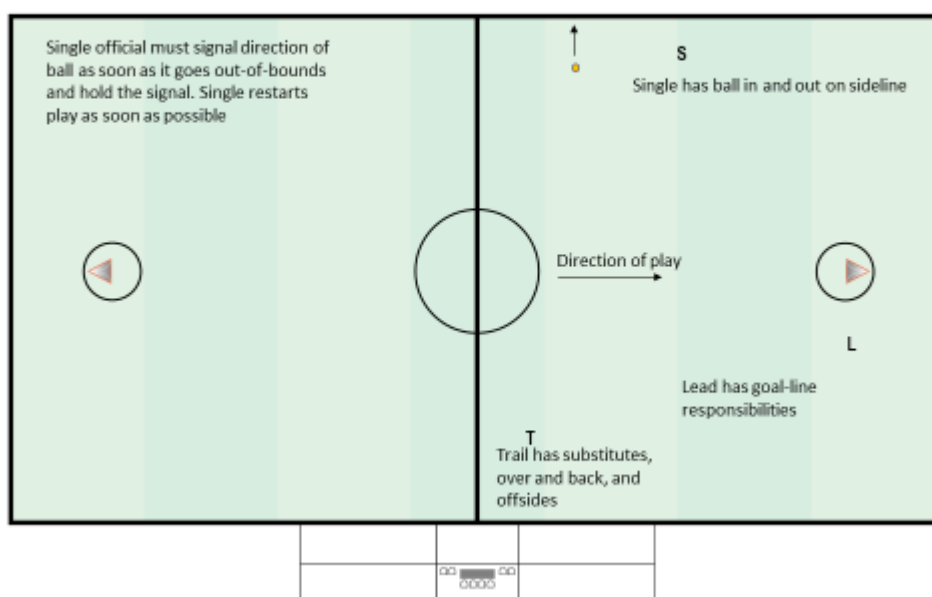 Single official must signal direction of
ball as soon as it goes out-of-bounds
and hold the signal. Single restarts
play as soon as possible
S
Single has ball in and out on sideline
Direction of play
L
Lead has goal-line
responsibilities
T
Trail has substitutes,
over and back, and
offsides